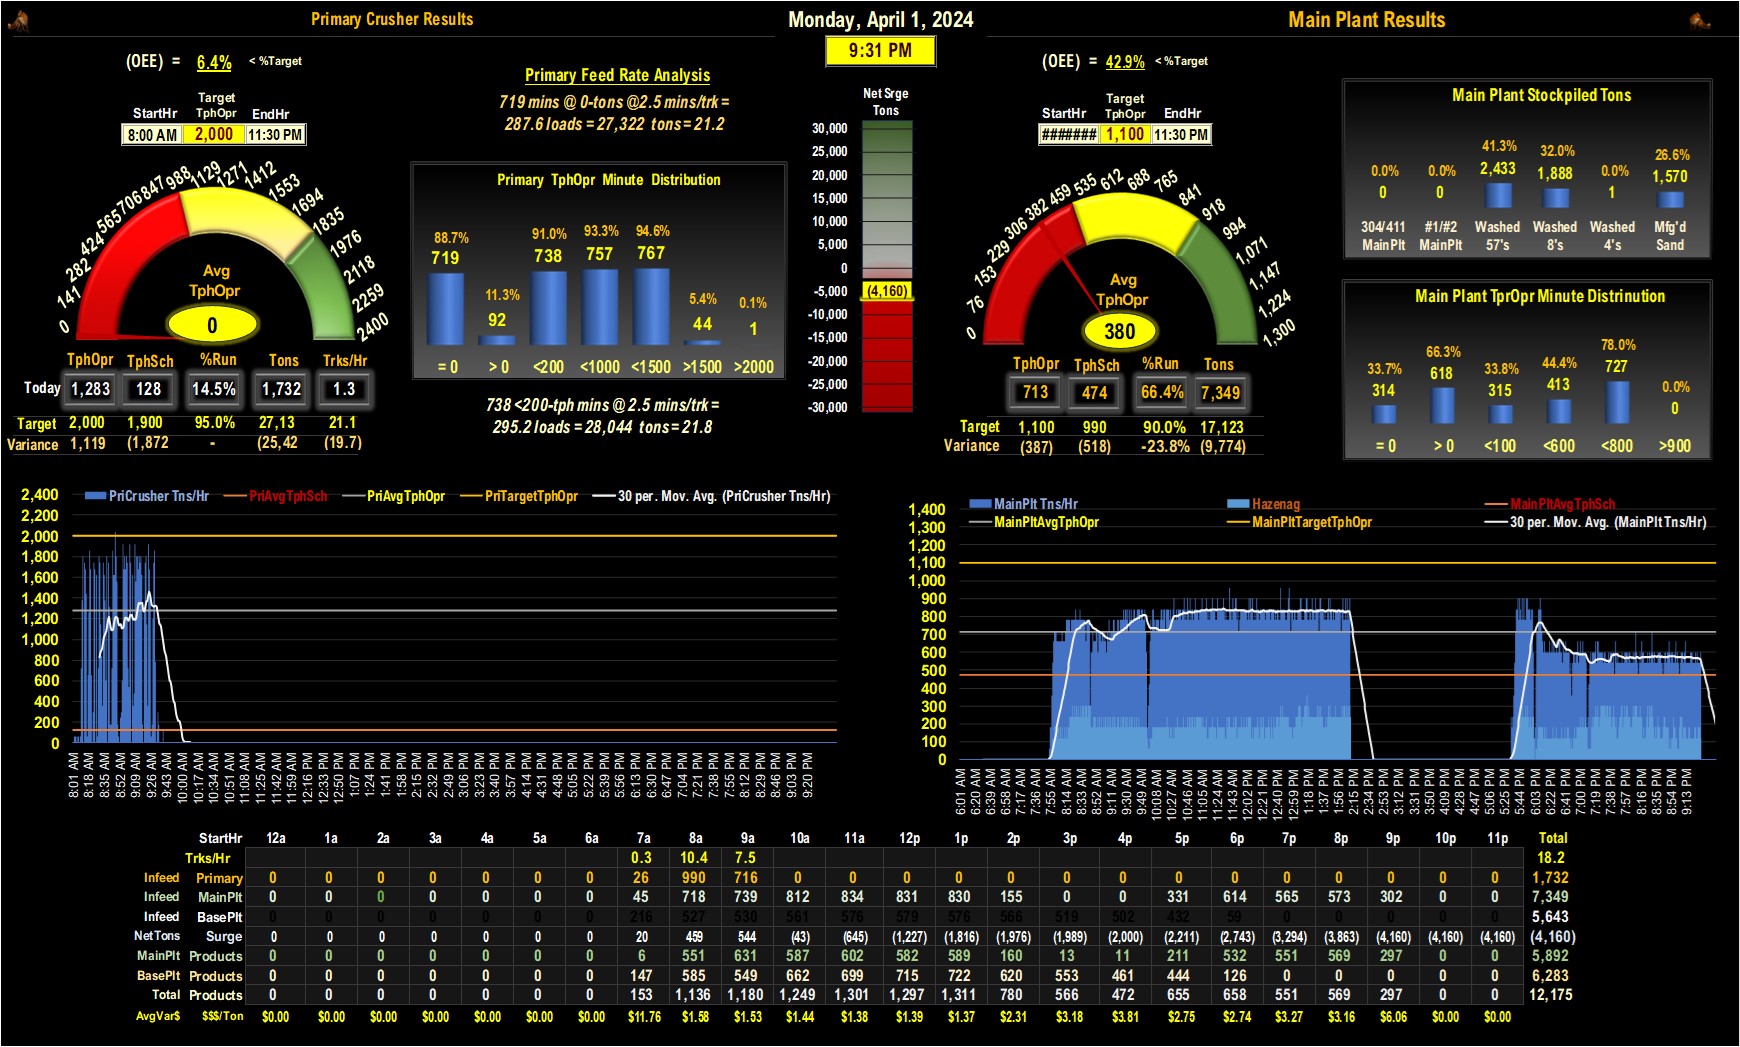 Primary Crusher Results
Monday, April 1, 2024
Main Plant Results
9:31 PM
(OEE) = 6.4% < %Target
StartHr Target TphOpr EndHr
8:00 AM 2,000 11:30 PM
0 141 282 424 565 706 847 988 1129 1271 1412 1553 1694 1835 1976 2118 2259 2400
Avg
TphOpr
0
TphOpr TphSch %Run Tons Trks/Hr
Today 1,283 128 14.5% 1,732 1.3
Target 2,000 1,900 95.0% 27,13 21.1
Variance 1,119 (1,872 - (25,42 (19.7)
Primary Feed Rate Analysis
719 mins @ 0-tons @2.5 mins/trk =
287.6 loads = 27,322 tons = 21.2
Primary TphOpr Minute Distribution
88.7% 11.3% 91.0% 93.3% 94.6% 5.4% 0.1%
719 92 738 757 767 44 1
= 0 > 0 <200 <1000 <1500 >1500 >2000
738 <200-tph mins @ 2.5 mins/trk =
295.2 loads = 28,044 tons = 21.8
Net Srge
Tons
30,000
25,000
20,000
15,000
10,000
5,000
0
-5,000
(4,160)
-10,000
-15,000
-20,000
-25,000
-30,000
(OEE) = 42.9% < %Target
StartHr Target TphOpr EndHr
####### 1,100 11:30 PM
0 76 153 229 306 382 459 535 612 688 765 841 918 994 1,071 1,147 1,224 1,300
Avg
TphOpr
380
TphOpr TphSch %Run Tons
713 474 66.4% 7,349
Target 1,100 990 90.0% 17,123
Variance (387) (518) -23.8% (9,774)
Main Plant Stockpiled Tons
0.0% 0.0% 41.3% 32.0% 0.0% 26.6%
0 0 2,433 1,888 1 1,570
304/411 #1/#2 Washed Washed Washed Mfg'd
MainPlt MainPlt 57's 8's 4's Sand
Main Plant TprOpr Minute Distrinution
33.7% 66.3% 33.8% 44.4% 78.0% 0.0%
314 618 315 413 727 0
= 0 > 0 <100 <600 <800 >900
PriCrusher Tns/Hr PriAvgTphSch PriAvgTphOpr PriTargetTphOpr 30 per. Mov. Avg. (PriCrusher Tns/Hr)
2,400
2,200
2,000
1,800
1,600
1,400
1,200
1,000
800
600
400
200
0
8:01 AM 8:18 AM 8:35 AM 8:52 AM 9:09 AM 9:26 AM 9:43 AM 10:00 AM 10:17 AM 10:34 AM 10:51 AM 11:08 AM 11:25 AM 11:42 AM 11:59 AM 12:16 PM 12:33 PM 12:50 PM 1:07 PM 1:24 PM 1:41 PM 1:58 PM 2:15 PM 2:32 PM 2:49 PM 3:06 PM 3:23 PM 3:40 PM 3:57 PM 4:14 PM 4:31 PM 4:48 PM 5:05 PM 5:22 PM 5:39 PM 5:56 PM 6:13 PM 6:30 PM 6:47 PM 7:04 PM 7:21 PM 7:38 PM 7:55 PM 8:12 PM 8:29 PM 8:46 PM 9:03 PM 9:20 PM
MainPlt Tns/Hr Hazenag MainPltAvgTphSch
MainPltAvgTphOpr MainPltTargetTphOpr 30 per. Mov. Avg. (MainPlt Tns/Hr)
1,400
1,300
1,200
1,100
1,000
900
800
700
600
500
400
300
200
100
0
6:01 AM 6:20 AM 6:39 AM 6:58 AM 7:17 AM 7:36 AM 7:55 AM 8:14 AM 8:33 AM 8:52 AM 9:11 AM 9:30 AM 9:49 AM 10:08 AM 10:27 AM 10:46 AM 11:05 AM 11:24 AM 11:43 AM 12:02 PM 12:21 PM 12:40 PM 12:59 PM 1:18 PM 1:37 PM 1:56 PM 2:15 PM 2:34 PM 2:53 PM 3:12 PM 3:31 PM 3:50 PM 4:09 PM 4:28 PM 4:47 PM 5:06 PM 5:25 PM 5:44 PM 6:03 PM 6:22 PM 6:41 PM 7:00 PM 7:19 PM 7:38 PM 7:57 PM 8:16 PM 8:35 PM 8:54 PM 9:13 PM
StartHr 12a 1a 2a 3a 4a 5a 6a 7a 8a 9a 10a 11a 12p 1p 2p 3p 4p 5p 6p 7p 8p 9p 10p 11p Total
Trks/Hr 0.3 10.4 7.5 18.2
Infeed Primary 0 0 0 0 0 0 0 26 990 716 0 0 0 0 0 0 0 0 0 0 0 0 0 0 1,732
Infeed MainPlt 0 0 0 0 0 0 0 45 718 739 812 834 831 830 155 0 0 331 614 565 573 302 0 0 7,349
Infeed BasePlt 0 0 0 0 0 0 0 216 527 530 561 576 579 576 566 519 502 432 59 0 0 0 0 0 5,643
NetTons Surge 0 0 0 0 0 0 0 20 459 544 (43) (645) (1,227) (1,816) (1,976) (1,989) (2,000) (2,211) (2,743) (3,294) (3,863) (4,160) (4,160) (4,160) (4,160)
MainPlt Products 0 0 0 0 0 0 0 6 551 631 587 602 582 589 160 13 11 211 532 551 569 297 0 0 5,892
BasePlt Products 0 0 0 0 0 0 0 147 585 549 662 699 715 722 620 553 461 444 126 0 0 0 0 0 6,283
Total Products 0 0 0 0 0 0 0 153 1,136 1,180 1,249 1,301 1,297 1,311 780 566 472 655 658 551 569 297 0 0 12,175
AvgVar$ $$$/Ton $0.00 $0.00 $0.00 $0.00 $0.00 $0.00 $0.00 $11.76 $1.58 $1.53 $1.44 $1.38 $1.39 $1.37 $2.31 $3.18 $3.81 $2.75 $2.74 $3.27 $3.16 $6.06 $0.00 $0.00